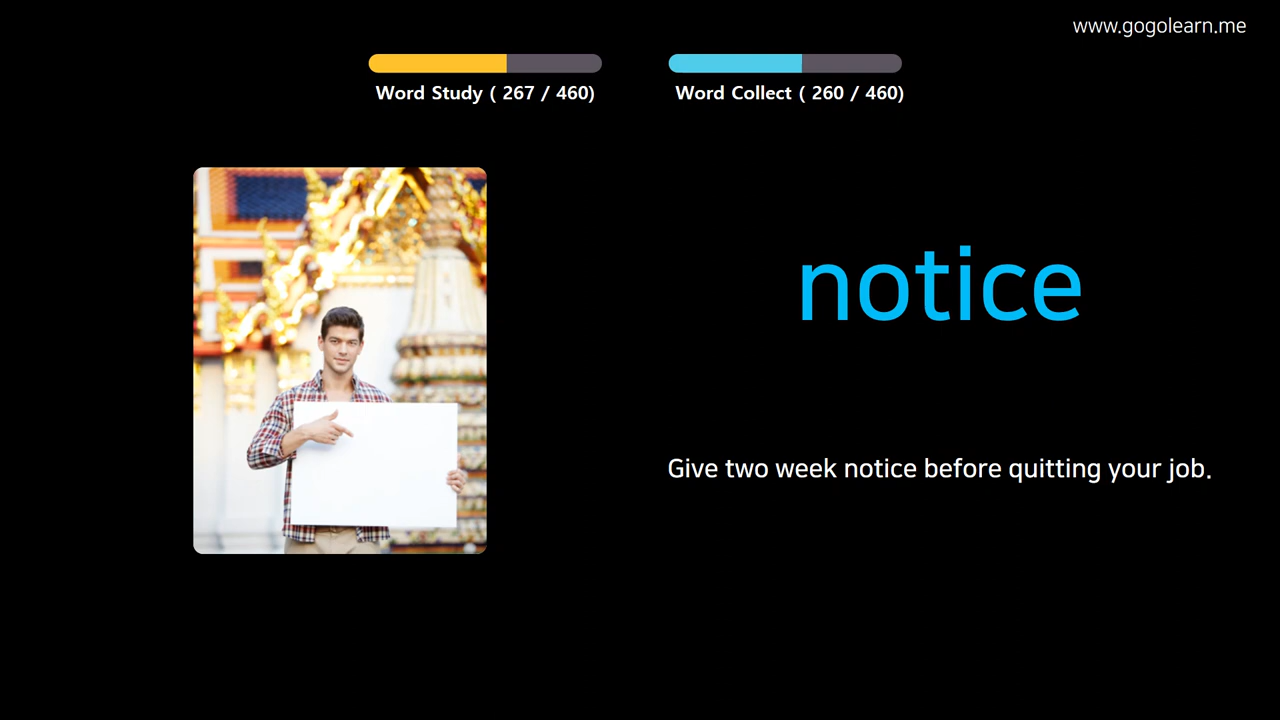 www.gogolearn.me
Word Study ( 267 / 460)
Word Collect ( 260 / 460)
notice
Give two week notice before quitting your job.